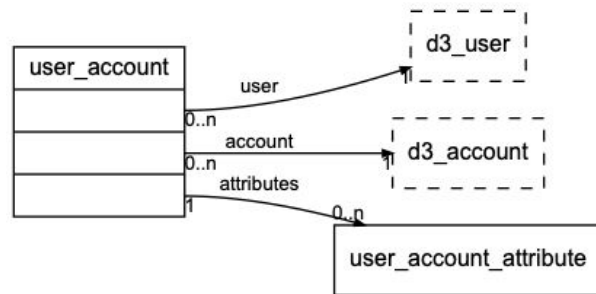 d3_user
user_account
user
1
0..n
account
d3_account
0..n
1
attributes
1
0..n
user_account_attribute